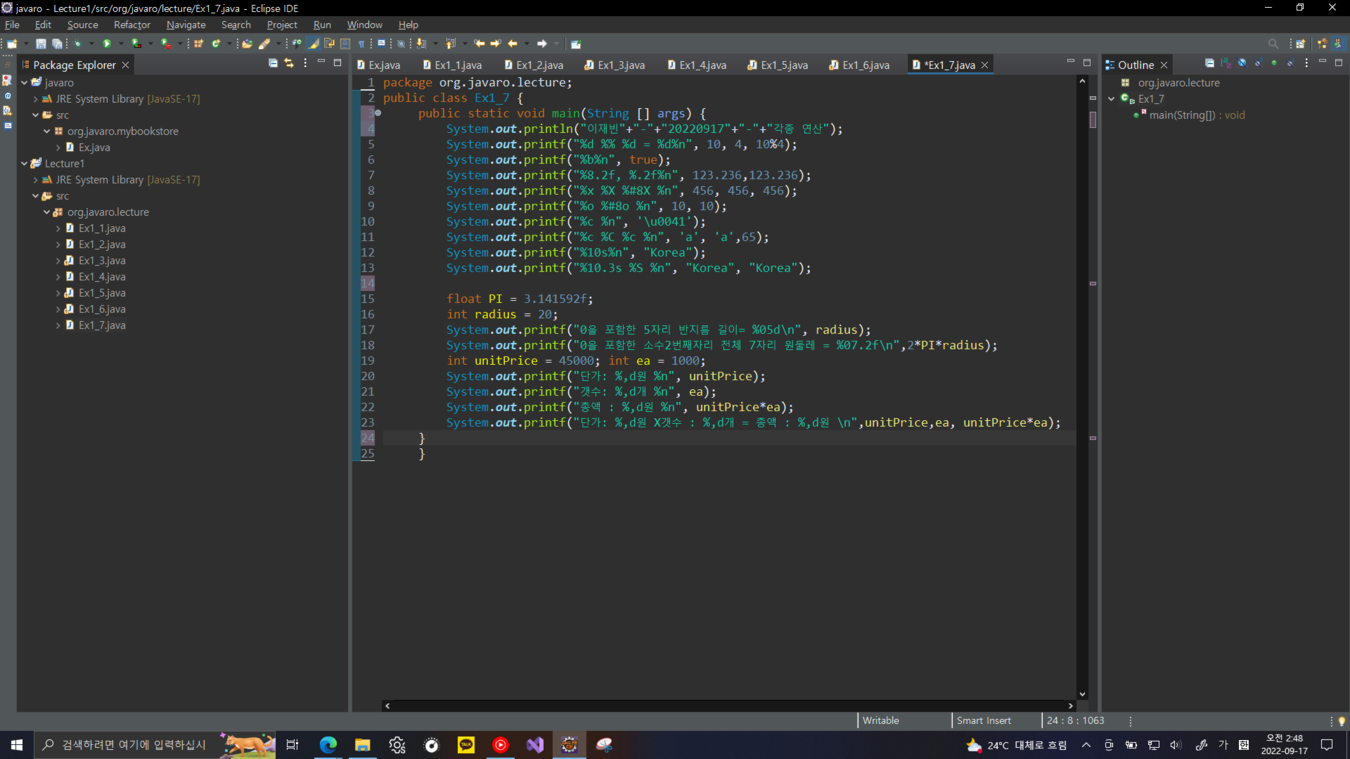 javaro - Lecture1/src/org/javaro/lecture/Ex1_7.java - Eclipse IDE
File Edit Source Refactor Navigate Search Project Run Window Help
Package Explorer
javaro
JRE System Library [JavaSE-17]
src
org.javaro.mybookstore
Ex.java
Lecture1
JRE System Library [JavaSE-17]
src
org.javaro.lecture
Ex1_1.java
Ex1_2.java
Ex1_3.java
Ex1_4.java
Ex1_5.java
Ex1_6.java
Ex1_7.java
Ex.java Ex1_1.java Ex1_2.java Ex1_3.java Ex1_4.java Ex1_5.java Ex1_6.java *Ex1_7.java
1 package org.javaro.lecture;
2 public class Ex1_7 {
3 public static void main(String [] args) {
4 System.out.println("이재빈"+"-"+"20220917"+"-"+"각종 연산");
5 System.out.printf("%d %% %d = %d%n", 10, 4, 10%4);
6 System.out.printf("%b%n", true);
7 System.out.printf("%8.2f, %.2f%n", 123.236,123.236);
8 System.out.printf("%x %X %#8X %n", 456, 456, 456);
9 System.out.printf("%o %#8o %n", 10, 10);
10 System.out.printf("%c %n", '\u0041');
11 System.out.printf("%c %C %c %n", 'a', 'a',65);
12 System.out.printf("%10s%n", "Korea");
13 System.out.printf("%10.3s %S %n", "Korea", "Korea");
14
15 float PI = 3.141592f;
16 int radius = 20;
17 System.out.printf("0을 포함한 5자리 반지름 길이= %05d\n", radius);
18 System.out.printf("0을 포함한 소수2번째자리 전체 7자리 원둘레 = %07.2f\n",2*PI*radius);
19 int unitPrice = 45000; int ea = 1000;
20 System.out.printf("단가: %,d원 %n", unitPrice);
21 System.out.printf("갯수: %,d개 %n", ea);
22 System.out.printf("총액 : %,d원 %n", unitPrice*ea);
23 System.out.printf("단가: %,d원 X갯수 : %,d개 = 총액 : %,d원 \n",unitPrice,ea, unitPrice*ea);
24 }
25 }
Outline
org.javaro.lecture
Ex1_7
main(String[]) : void
Writable Smart Insert 24 : 8 : 1063
검색하려면 여기에 입력하십시
TALK
24°C 대체로 흐림
가
오전 2:48
2022-09-17